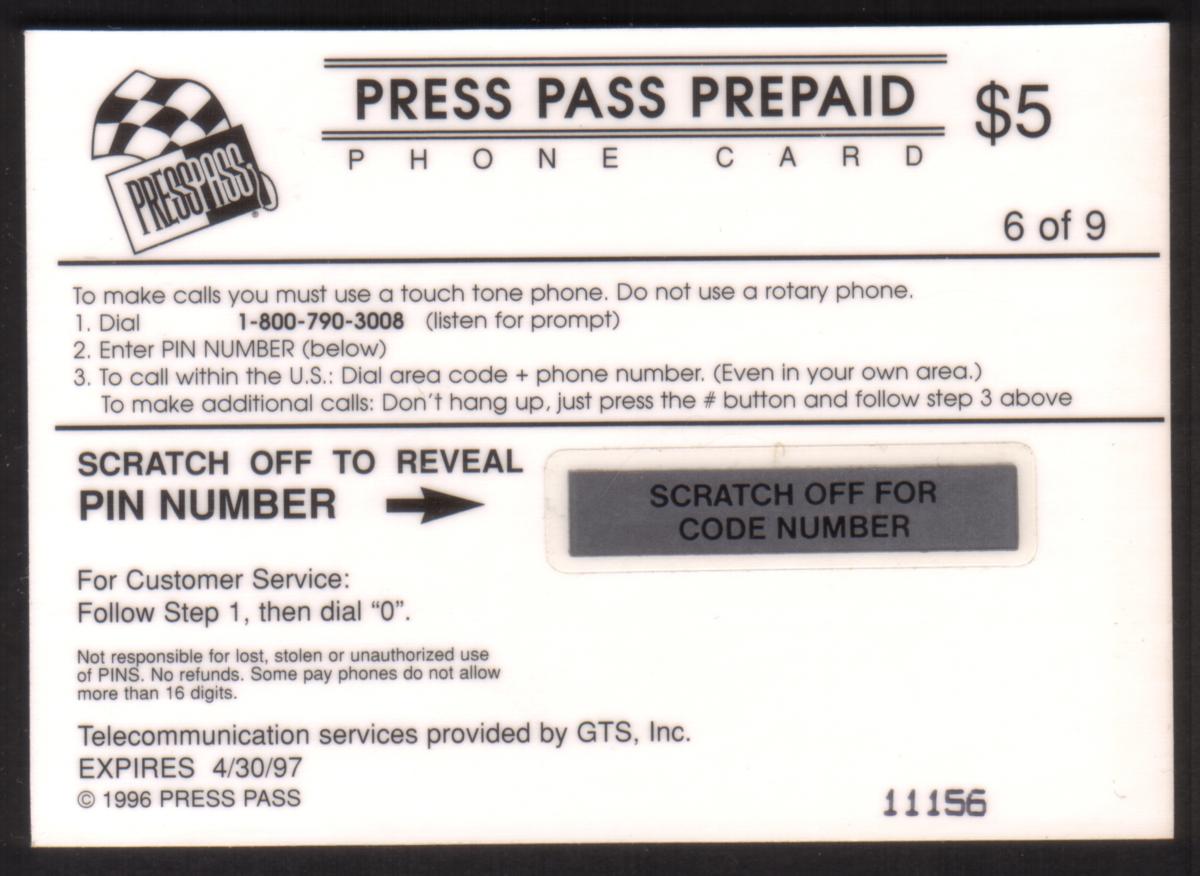 PRESS PASS PREPAID $5
PHONE CARD
PRESS PASS ®
6 of 9
To make calls you must use a touch tone phone. Do not use a rotary phone.
1. Dial 1-800-790-3008 (listen for prompt)
2. Enter PIN NUMBER (below)
3. To call within the U.S.: Dial area code + phone number. (Even in your own area.)
To make additional calls: Don't hang up, just press the # button and follow step 3 above
SCRATCH OFF TO REVEAL
PIN NUMBER
SCRATCH OFF FOR
CODE NUMBER
For Customer Service:
Follow Step 1, then dial “0”.
Not responsible for lost, stolen or unauthorized use
of PINS. No refunds. Some pay phones do not allow
more than 16 digits.
Telecommunication services provided by GTS, Inc.
EXPIRES 4/30/97
© 1996 PRESS PASS
11156